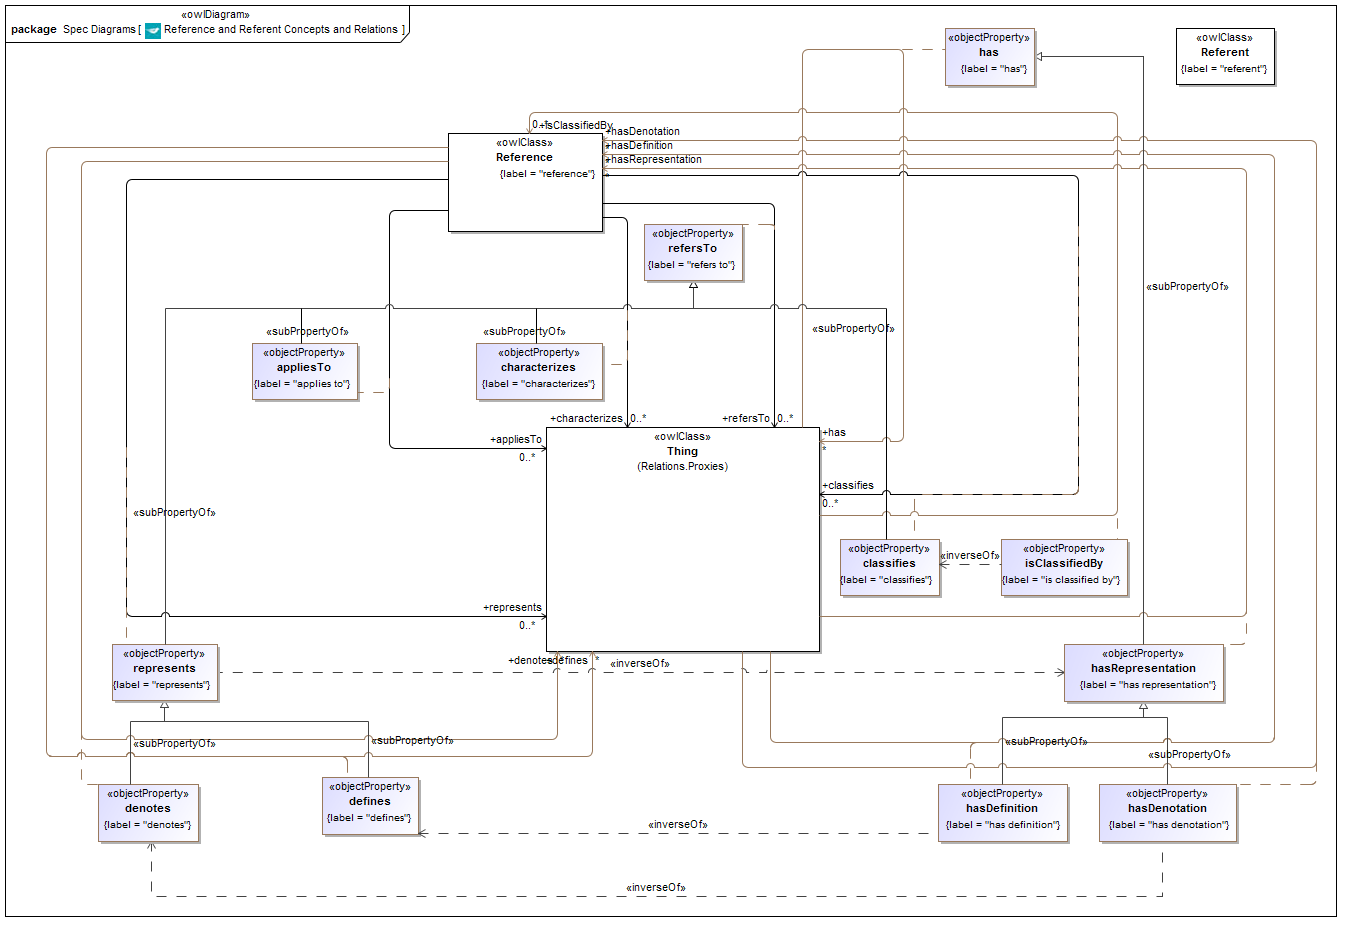 «owlDiagram»
package Spec Diagrams [ Reference and Referent Concepts and Relations ]
«objectProperty»
has
{label = "has"}
«owlClass»
Referent
{label = "referent"}
0..*
+isClassifiedBy
+hasDenotation
*
+hasDefinition
*
+hasRepresentation
*
«owlClass»
Reference
{label = "reference"}
«objectProperty»
refersTo
{label = "refers to"}
«subPropertyOf»
«subPropertyOf»
«subPropertyOf»
«subPropertyOf»
«objectProperty»
appliesTo
{label = "applies to"}
«objectProperty»
characterizes
{label = "characterizes"}
+characterizes 0..*
+refersTo 0..*
+appliesTo
0..*
«owlClass»
Thing
(Relations.Proxies)
+has
*
+classifies
0..*
«subPropertyOf»
«objectProperty»
classifies
{label = "classifies"}
«inverseOf»
«objectProperty»
isClassifiedBy
{label = "is classified by"}
+represents
0..*
«objectProperty»
represents
{label = "represents"}
+denotes
+defines
*
*
«inverseOf»
«objectProperty»
hasRepresentation
{label = "has representation"}
«subPropertyOf»
«subPropertyOf»
«subPropertyOf»
«subPropertyOf»
«objectProperty»
denotes
{label = "denotes"}
«objectProperty»
defines
{label = "defines"}
«objectProperty»
hasDefinition
{label = "has definition"}
«objectProperty»
hasDenotation
{label = "has denotation"}
«inverseOf»
«inverseOf»